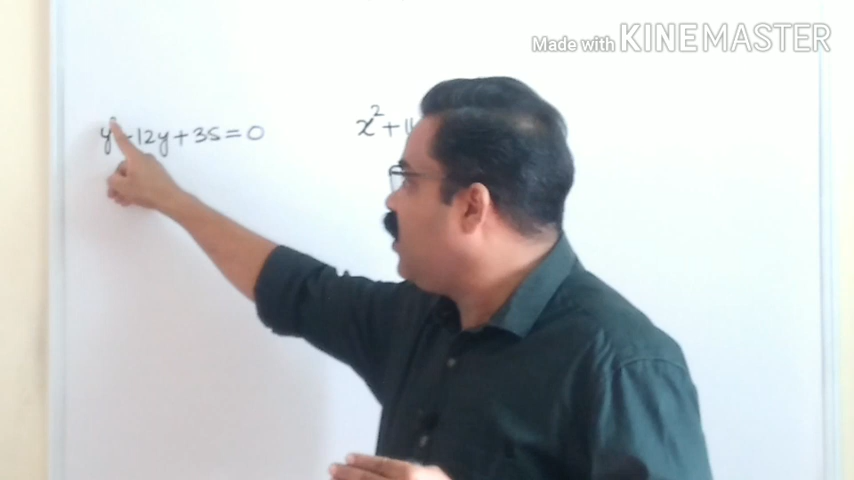 Made with KINEMASTER
y² - 12y + 35 = 0
x² + 1